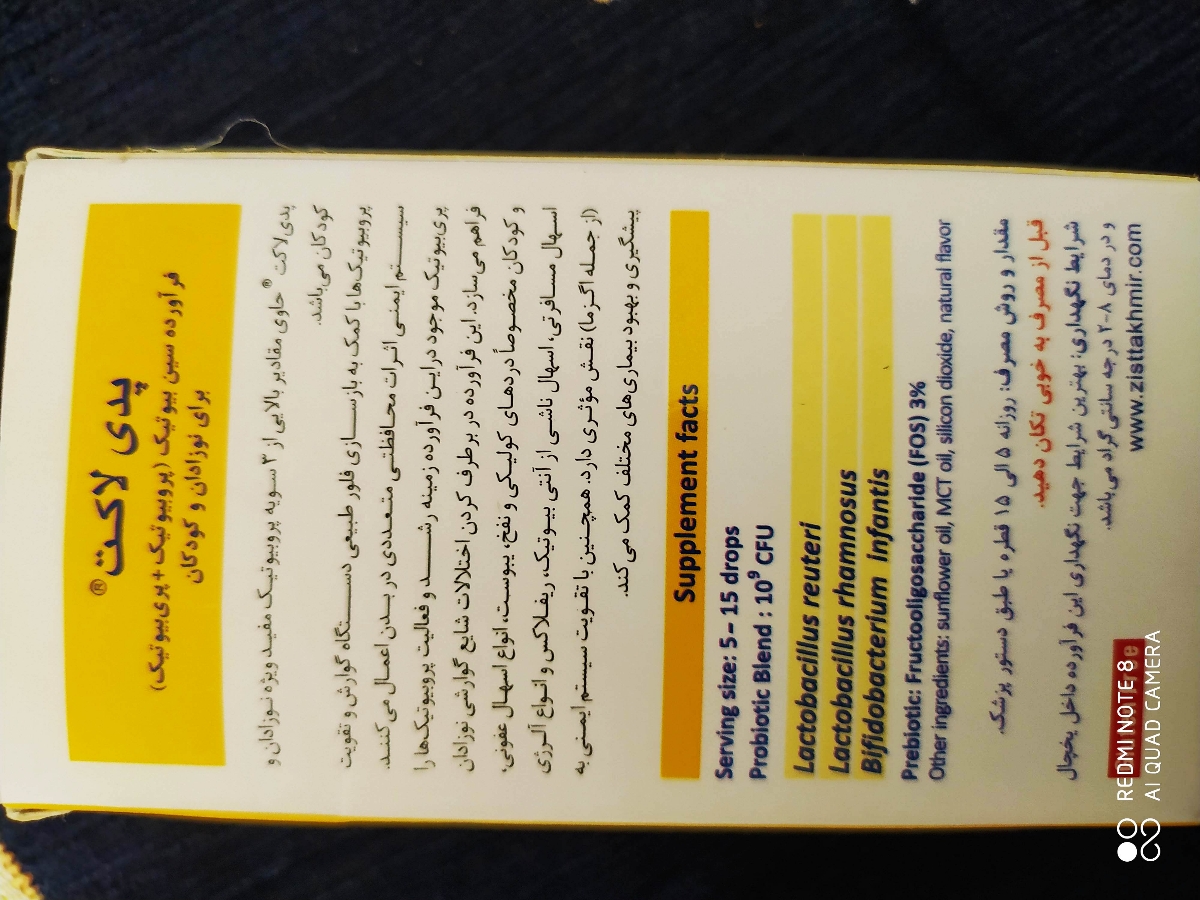 پدی لاکت®
فرآورده سین بیوتیک (پروبیوتیک + پری‌بیوتیک)
برای نوزادان و کودکان
پدی‌لاکت® حاوی مقادیر بالایی از ۳ سویه پروبیوتیک مفید ویژه نوزادان و
کودکان می‌باشد.
پروبیوتیک‌ها با کمک به بازسازی فلور طبیعی دستگاه گوارش و تقویت
سیستم ایمنی اثرات محافظتی متعددی در بدن اعمال می‌کنند.
پری‌بیوتیک موجود در این فرآورده زمینه رشد و فعالیت پروبیوتیک‌ها را
فراهم می‌سازد. این فرآورده در برطرف کردن اختلالات شایع گوارشی نوزادان
و کودکان مخصوصاً دردهای کولیکی و نفخ، یبوست، انواع اسهال عفونی،
اسهال مسافرتی، اسهال ناشی از آنتی بیوتیک، ریفلاکس و انواع آلرژی
(از جمله اگزما) نقش مؤثری دارد. همچنین با تقویت سیستم ایمنی به
پیشگیری و بهبود بیماری‌های مختلف کمک می‌کند.
Supplement facts
Serving size: 5 – 15 drops
Probiotic Blend : 10⁹ CFU
Lactobacillus reuteri
Lactobacillus rhamnosus
Bifidobacterium infantis
Prebiotic: Fructooligosaccharide (FOS) 3%
Other ingredients: sunflower oil, MCT oil, silicon dioxide, natural flavor
مقدار و روش مصرف: روزانه ۵ الی ۱۵ قطره یا طبق دستور پزشک.
قبل از مصرف به خوبی تکان دهید.
شرایط نگهداری: بهترین شرایط جهت نگهداری این فرآورده داخل یخچال
و در دمای ۸-۲ درجه سانتی‌گراد می‌باشد.
www.zisttakhmir.com
REDMI NOTE 8
AI QUAD CAMERA